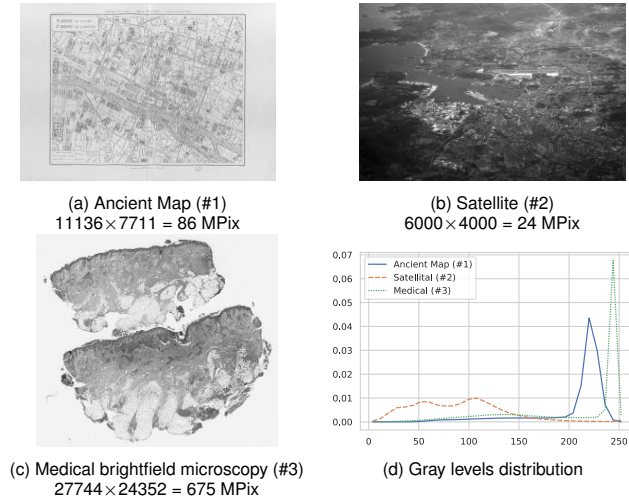 (a) Ancient Map (#1)
11136×7711 = 86 MPix
(b) Satellite (#2)
6000×4000 = 24 MPix
(c) Medical brightfield microscopy (#3)
27744×24352 = 675 MPix
0,07
0,06
0,05
0,04
0,03
0,02
0,01
0,00
Ancient Map (#1)
Satellital (#2)
Medical (#3)
0
50
100
150
200
250
(d) Gray levels distribution